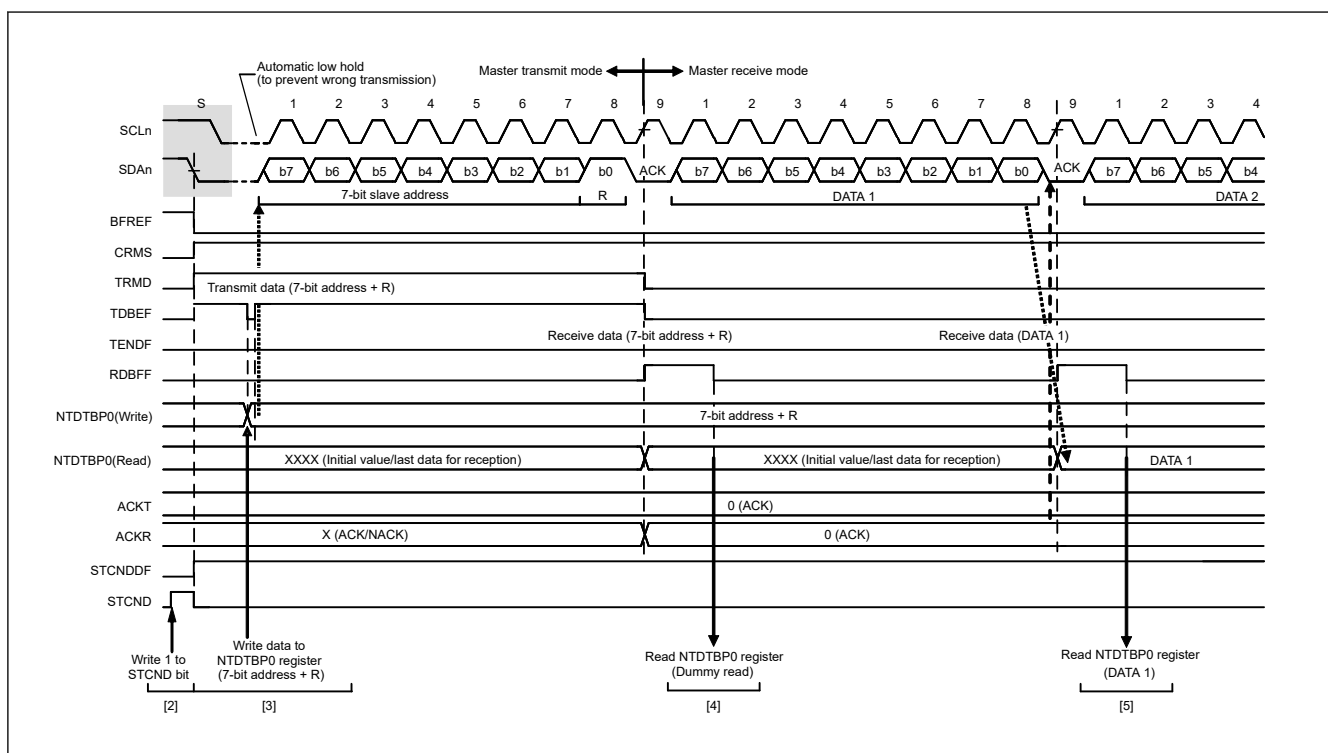 Automatic low hold
(to prevent wrong transmission)
Master transmit mode
Master receive mode
S 1 2 3 4 5 6 7 8 9 1 2 3 4 5 6 7 8 9 1 2 3 4
SCLn
SDAn b7 b6 b5 b4 b3 b2 b1 b0 ACK b7 b6 b5 b4 b3 b2 b1 b0 ACK b7 b6 b5 b4
7-bit slave address R DATA 1 DATA 2
BFREF
CRMS
TRMD Transmit data (7-bit address + R)
TDBEF
Receive data (7-bit address + R) Receive data (DATA 1)
TENDF
RDBFF
NTDTBP0(Write) 7-bit address + R
NTDTBP0(Read) XXXX (Initial value/last data for reception) XXXX (Initial value/last data for reception) DATA 1
ACKT 0 (ACK)
ACKR X (ACK/NACK) 0 (ACK)
STCNDDF
STCND
Write 1 to
STCND bit
Write data to
NTDTBP0 register
(7-bit address + R)
Read NTDTBP0 register
(Dummy read)
Read NTDTBP0 register
(DATA 1)
[2] [3] [4] [5]